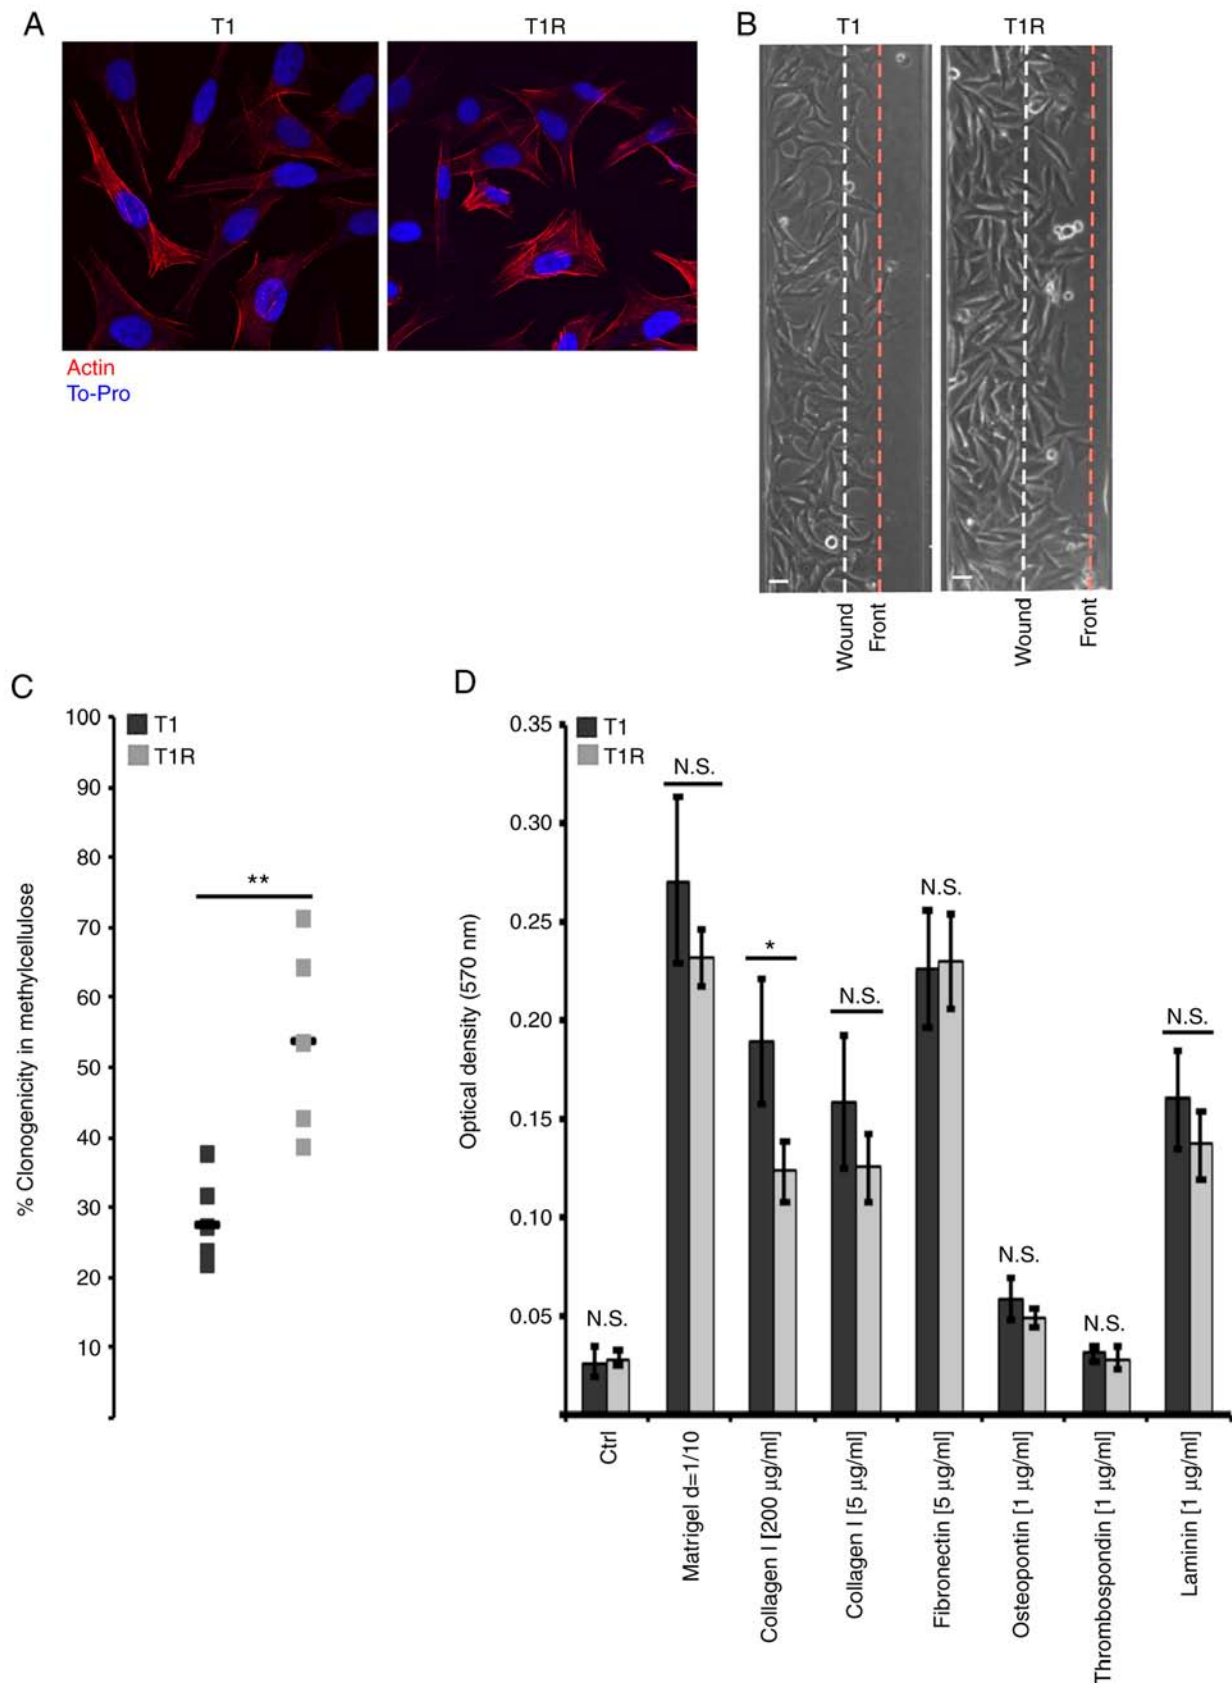 A
T1
T1R
Actin
To-Pro
B
T1
T1R
Wound
Front
Wound
Front
C
T1
T1R
% Clonogenicity in methylcellulose
100
90
80
70
60
50
40
30
20
10
**
D
T1
T1R
Optical density (570 nm)
0.35
0.30
0.25
0.20
0.15
0.10
0.05
N.S.
N.S.
*
N.S.
N.S.
N.S.
N.S.
N.S.
Ctrl
Matrigel d=1/10
Collagen I [200 µg/ml]
Collagen I [5 µg/ml]
Fibronectin [5 µg/ml]
Osteopontin [1 µg/ml]
Thrombospondin [1 µg/ml]
Laminin [1 µg/ml]